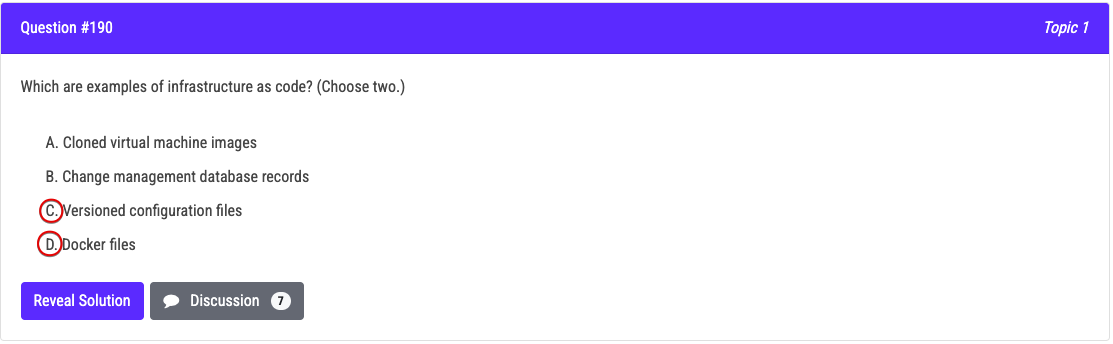 Question #190 Topic 1
Which are examples of infrastructure as code? (Choose two.)
A. Cloned virtual machine images
B. Change management database records
C. Versioned configuration files
D. Docker files
Reveal Solution Discussion 7